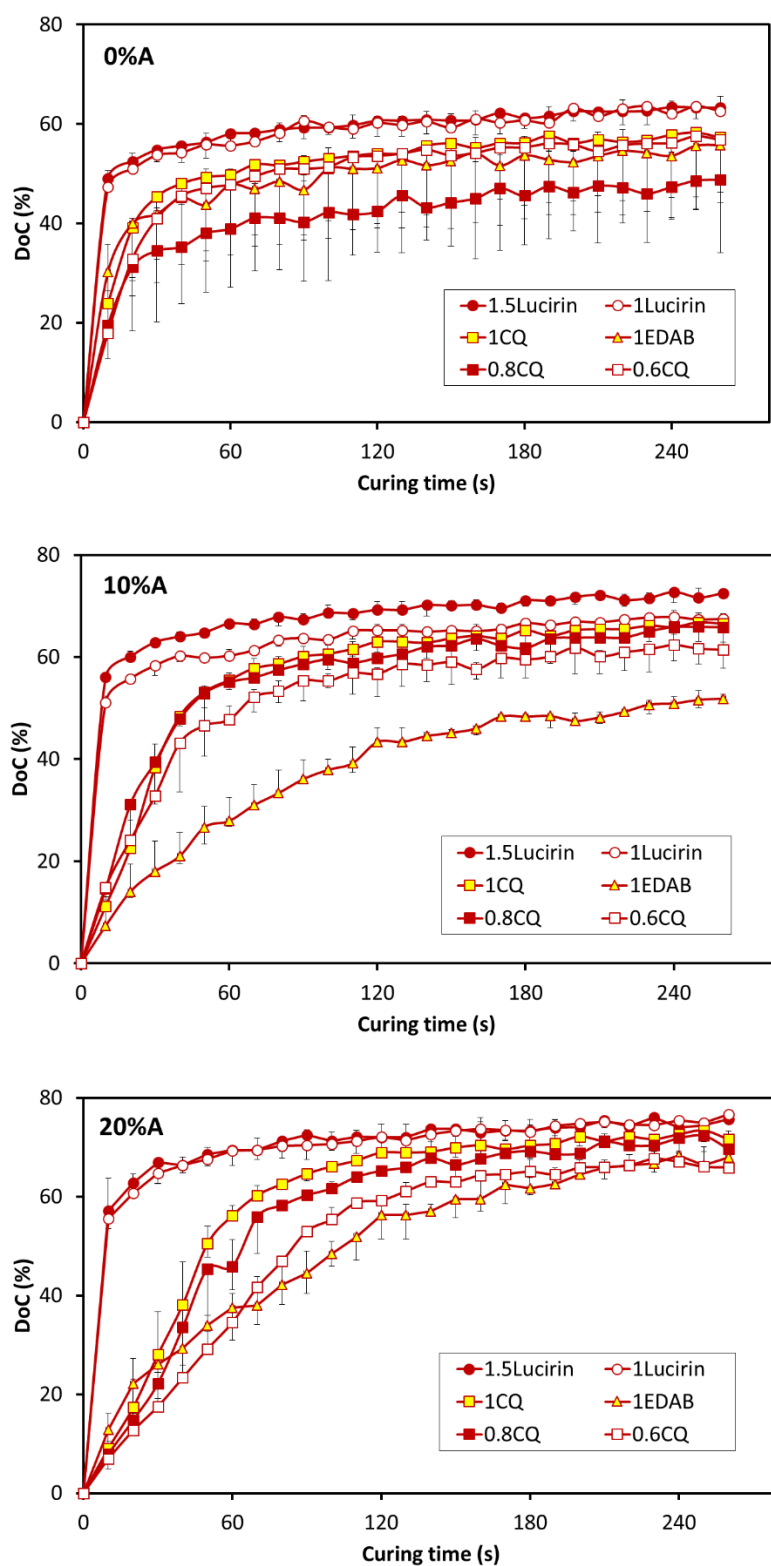 0%A
DoC (%)
80
60
40
20
0
1.5Lucirin 1Lucirin
1CQ 1EDAB
0.8CQ 0.6CQ
0 60 120 180 240
Curing time (s)
10%A
DoC (%)
80
60
40
20
0
1.5Lucirin 1Lucirin
1CQ 1EDAB
0.8CQ 0.6CQ
0 60 120 180 240
Curing time (s)
20%A
DoC (%)
80
60
40
20
0
1.5Lucirin 1Lucirin
1CQ 1EDAB
0.8CQ 0.6CQ
0 60 120 180 240
Curing time (s)